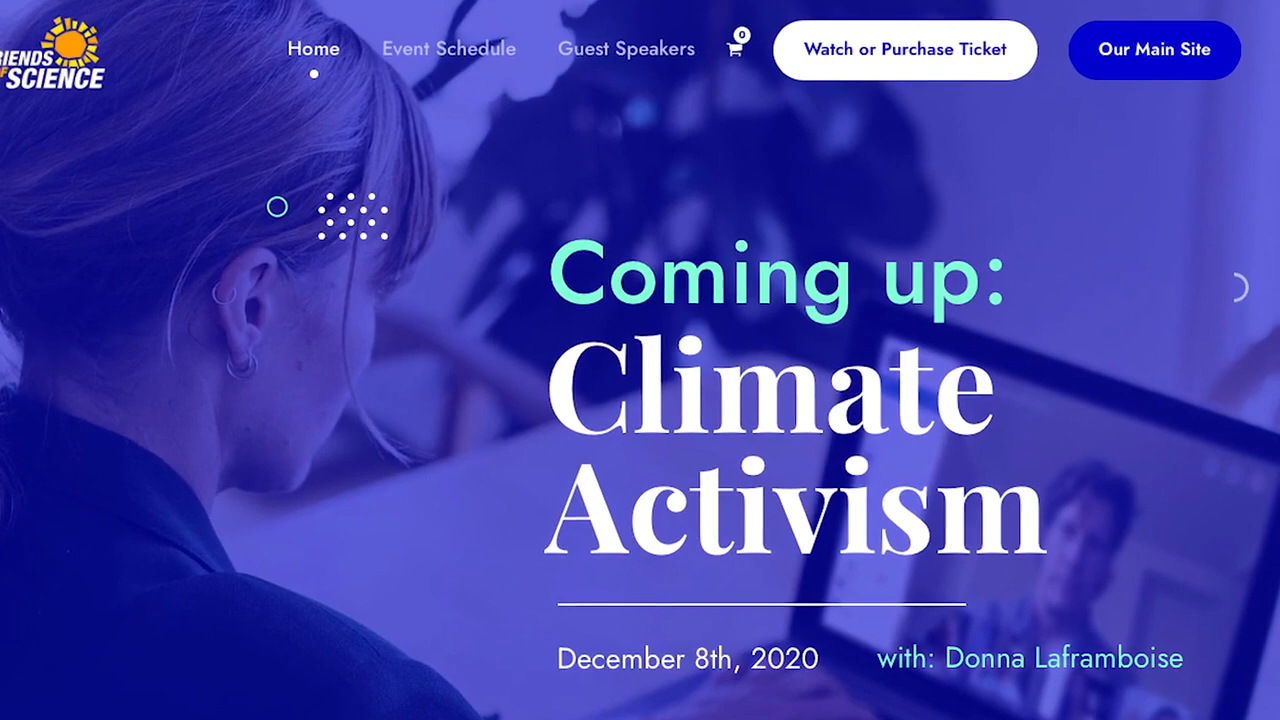 RIENDS
OF SCIENCE
Home Event Schedule Guest Speakers 0 Watch or Purchase Ticket Our Main Site
Coming up:
Climate
Activism
December 8th, 2020 with: Donna Laframboise